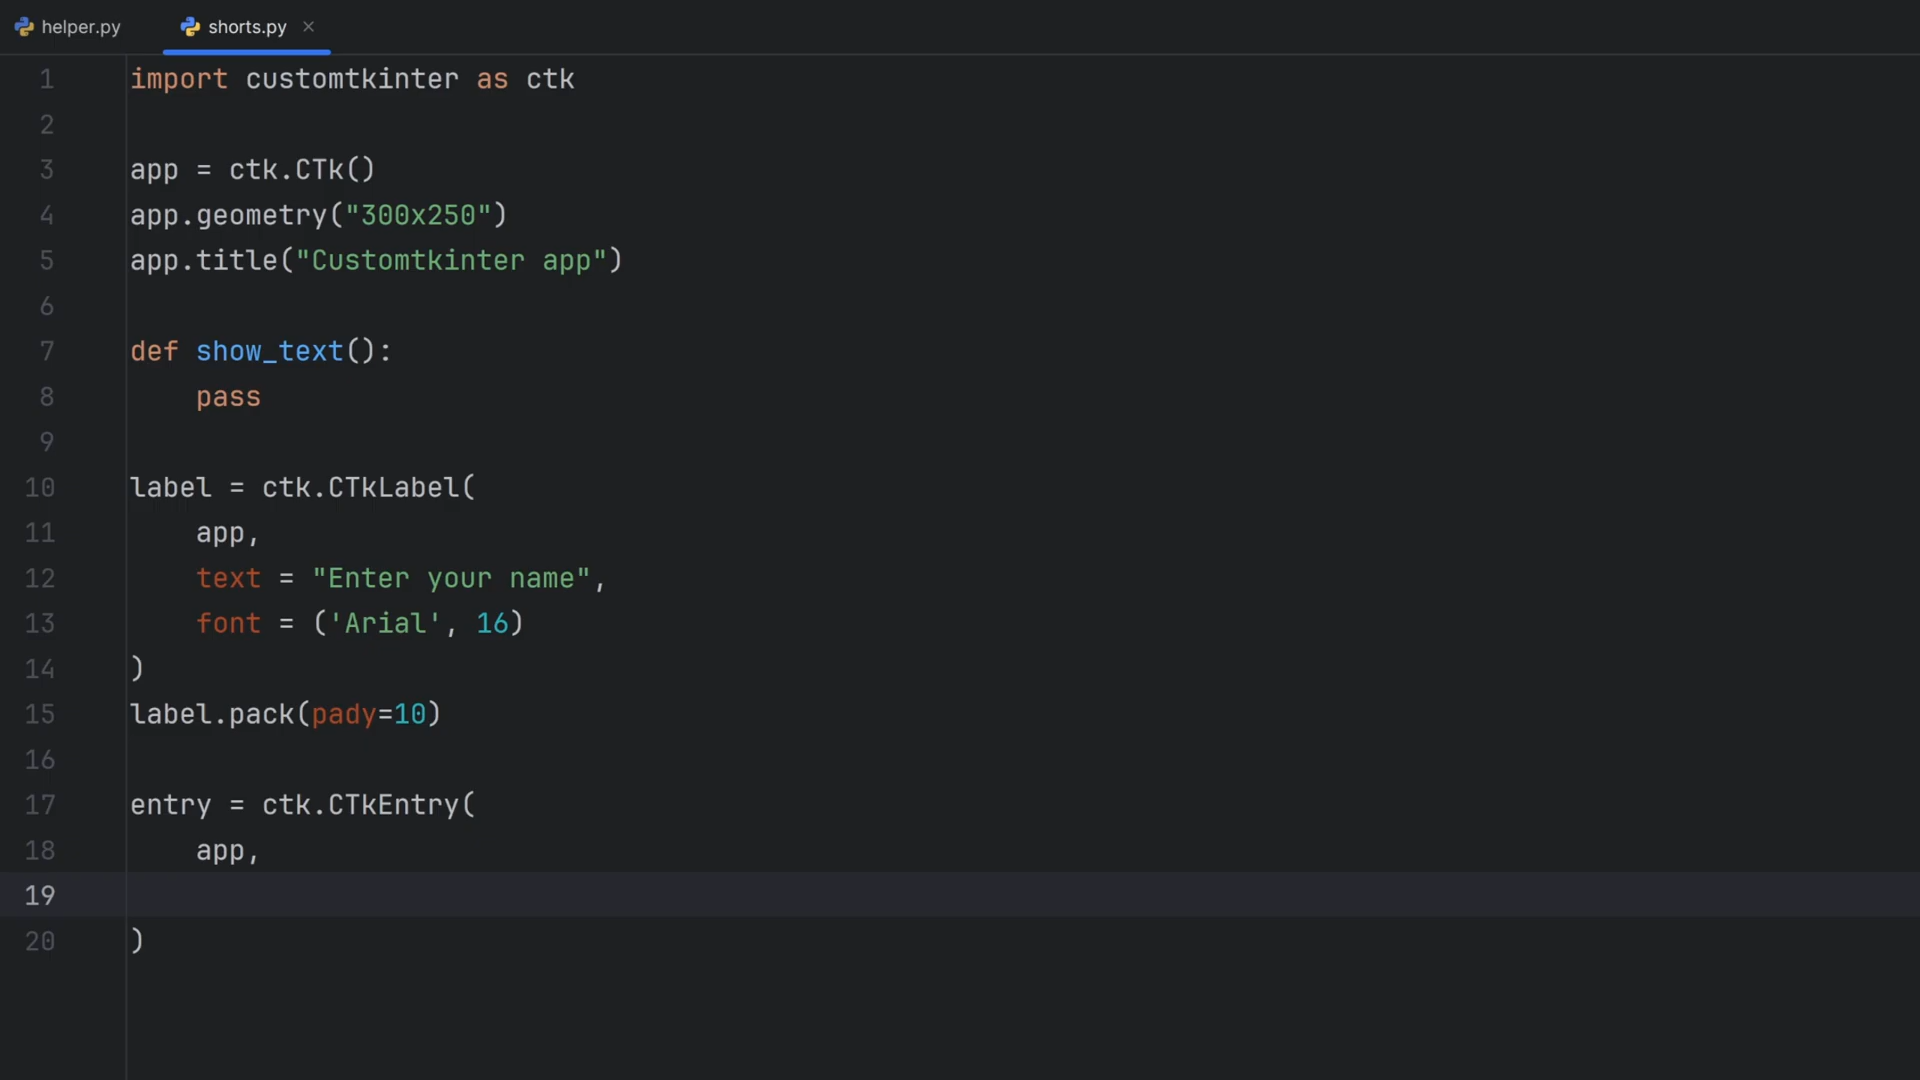 helper.py
shorts.py ×
1 import customtkinter as ctk
2
3 app = ctk.CTk()
4 app.geometry("300x250")
5 app.title("Customtkinter app")
6
7 def show_text():
8     pass
9
10 label = ctk.CTkLabel(
11     app,
12     text = "Enter your name",
13     font = ('Arial', 16)
14 )
15 label.pack(pady=10)
16
17 entry = ctk.CTkEntry(
18     app,
19
20 )